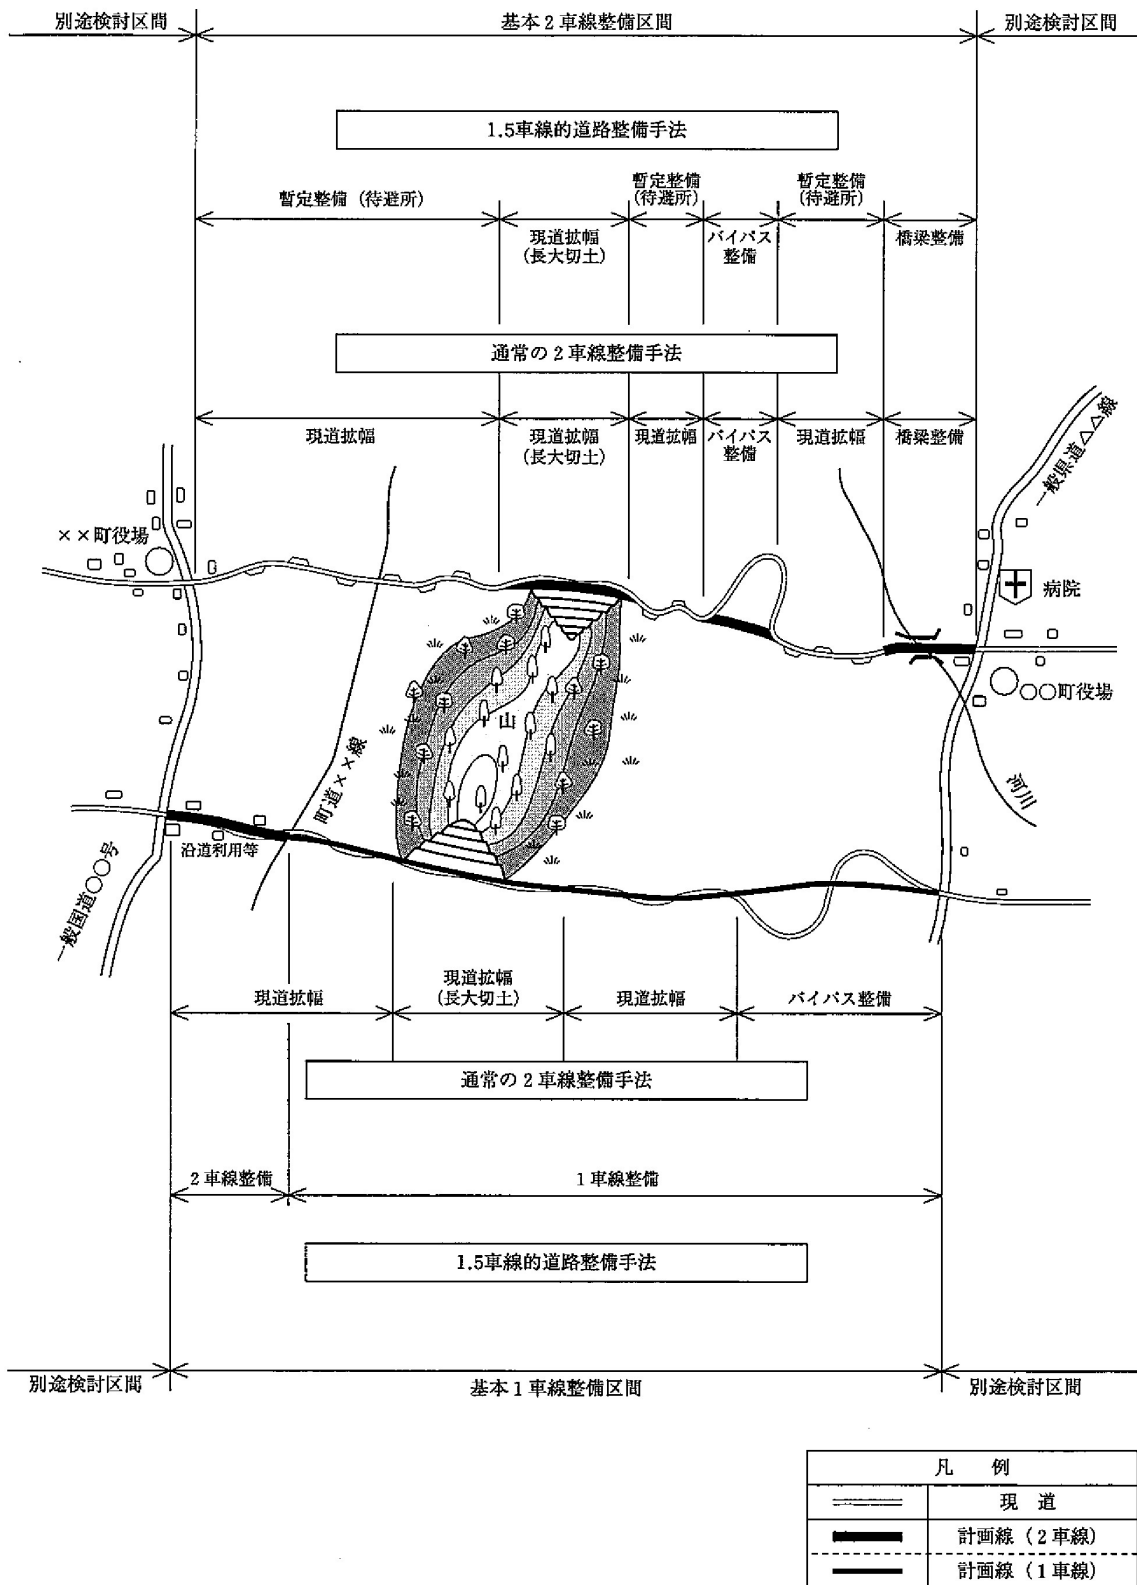 別途検討区間
基本2車線整備区間
別途検討区間
1.5車線的道路整備手法
暫定整備（待避所）
暫定整備
（待避所）
暫定整備
（待避所）
現道拡幅
（長大切土）
バイパス
整備
橋梁整備
通常の2車線整備手法
現道拡幅
現道拡幅
（長大切土）
現道拡幅
バイパス
整備
現道拡幅
橋梁整備
一般県道△△線
××町役場
病院
○○町役場
山
町道××線
河川
沿道利用等
一般国道○○号
現道拡幅
現道拡幅
（長大切土）
現道拡幅
バイパス整備
通常の2車線整備手法
2車線整備
1車線整備
1.5車線的道路整備手法
別途検討区間
基本1車線整備区間
別途検討区間
凡 例
現 道
計画線（2車線）
計画線（1車線）